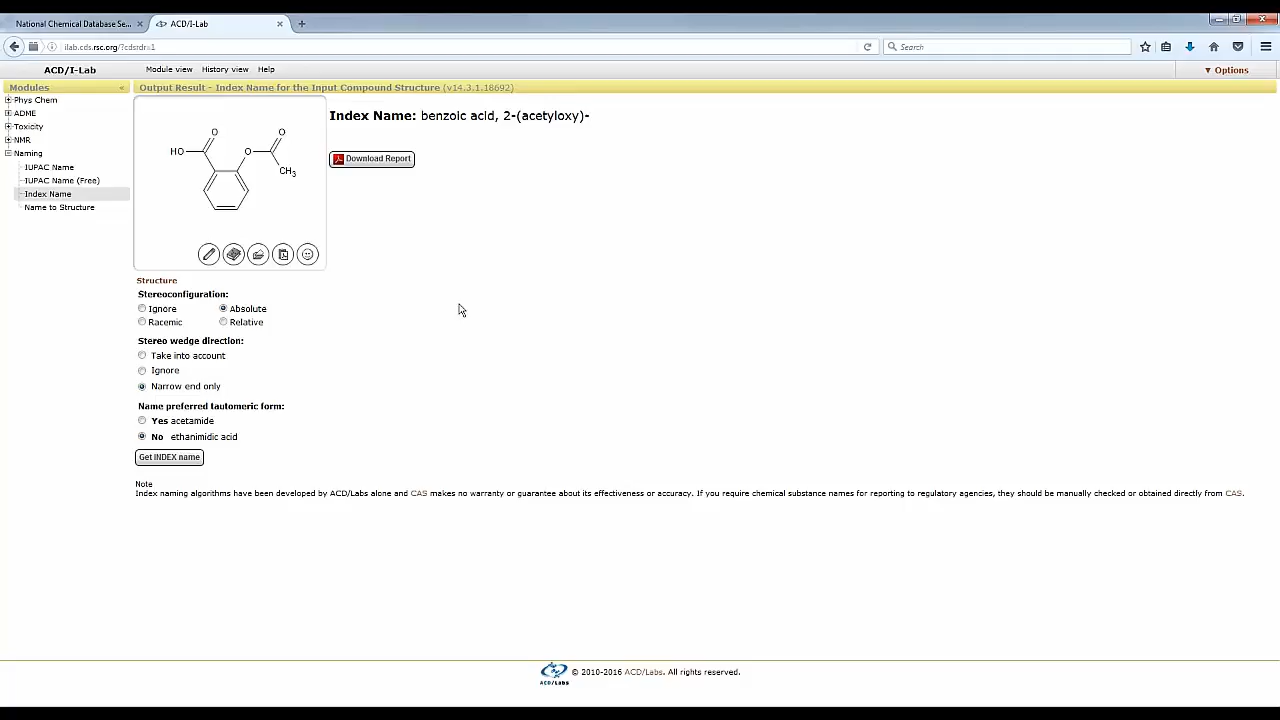 National Chemical Database Se...
ACD/I-Lab
ilab.cds.rsc.org/?cdsrdr=1
Search
ACD/I-Lab
Module view
History view
Help
▼ Options
Modules
«
Output Result - Index Name for the Input Compound Structure (v14.3.1.18692)
Phys Chem
ADME
Toxicity
NMR
Naming
IUPAC Name
IUPAC Name (Free)
Index Name
Name to Structure
O
O
HO
O
CH3
Index Name: benzoic acid, 2-(acetyloxy)-
Download Report
Structure
Stereoconfiguration:
Ignore
Absolute
Racemic
Relative
Stereo wedge direction:
Take into account
Ignore
Narrow end only
Name preferred tautomeric form:
Yes acetamide
No ethanimidic acid
Get INDEX name
Note
Index naming algorithms have been developed by ACD/Labs alone and CAS makes no warranty or guarantee about its effectiveness or accuracy. If you require chemical substance names for reporting to regulatory agencies, they should be manually checked or obtained directly from CAS.
ACD/Labs
© 2010-2016 ACD/Labs. All rights reserved.